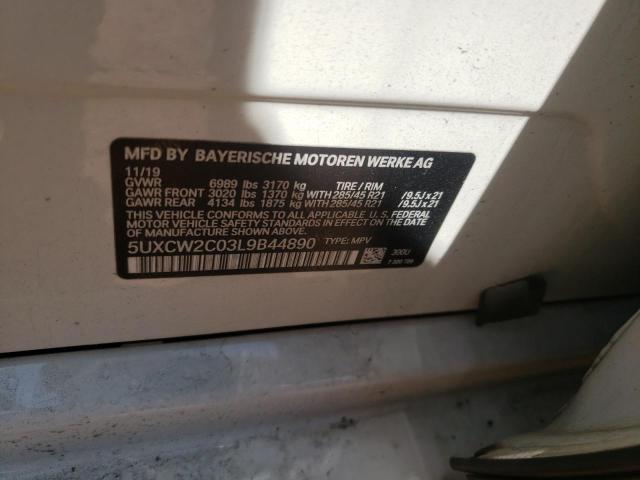 MFD BY BAYERISCHE MOTOREN WERKE AG
11/19
GVWR 6989 lbs 3170 kg TIRE / RIM
GAWR FRONT 3020 lbs 1370 kg WITH 285/45 R21 /9.5J x 21
GAWR REAR 4134 lbs 1875 kg WITH 285/45 R21 /9.5J x 21
THIS VEHICLE CONFORMS TO ALL APPLICABLE U.S. FEDERAL
MOTOR VEHICLE SAFETY STANDARDS IN EFFECT ON THE DATE
OF MANUFACTURE SHOWN ABOVE.
5UXCW2C03L9B44890 TYPE: MPV
300U